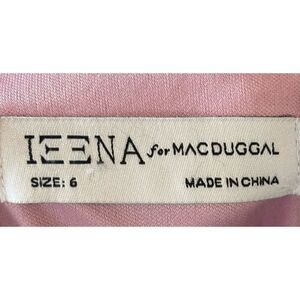 IEENA for MAC DUGGAL
SIZE: 6 MADE IN CHINA